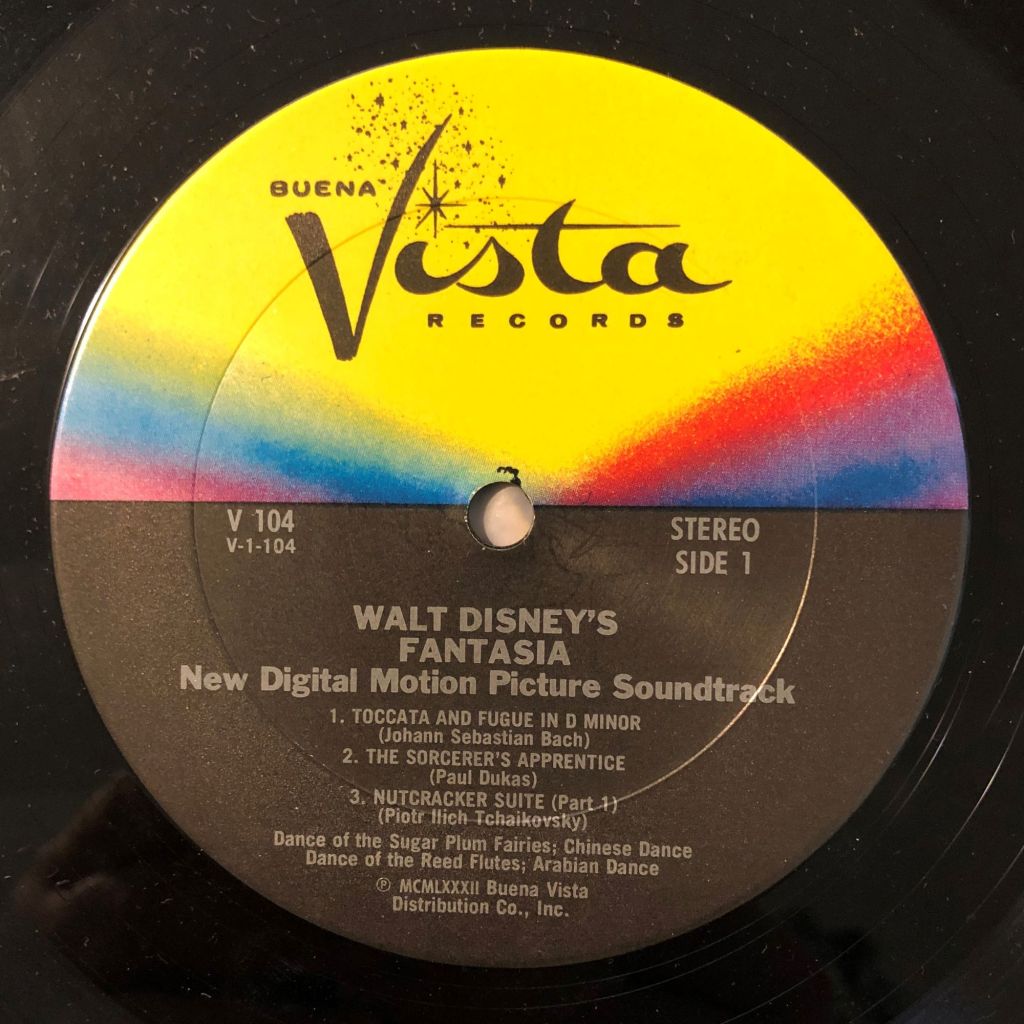 BUENA
Vista
RECORDS
V 104
V-1-104
STEREO
SIDE 1
WALT DISNEY'S
FANTASIA
New Digital Motion Picture Soundtrack
1. TOCCATA AND FUGUE IN D MINOR
(Johann Sebastian Bach)
2. THE SORCERER'S APPRENTICE
(Paul Dukas)
3. NUTCRACKER SUITE (Part 1)
(Piotr Ilich Tchaikovsky)
Dance of the Sugar Plum Fairies; Chinese Dance
Dance of the Reed Flutes; Arabian Dance
℗ MCMLXXXII Buena Vista
Distribution Co., Inc.